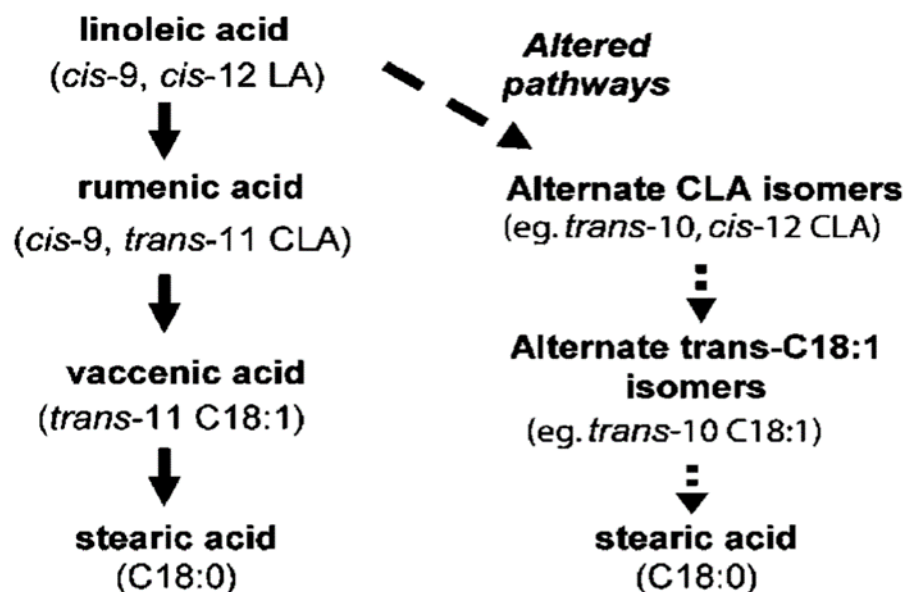 linoleic acid
(cis-9, cis-12 LA)
rumenic acid
(cis-9, trans-11 CLA)
vaccenic acid
(trans-11 C18:1)
stearic acid
(C18:0)
Altered
pathways
Alternate CLA isomers
(eg. trans-10, cis-12 CLA)
Alternate trans-C18:1
isomers
(eg. trans-10 C18:1)
stearic acid
(C18:0)